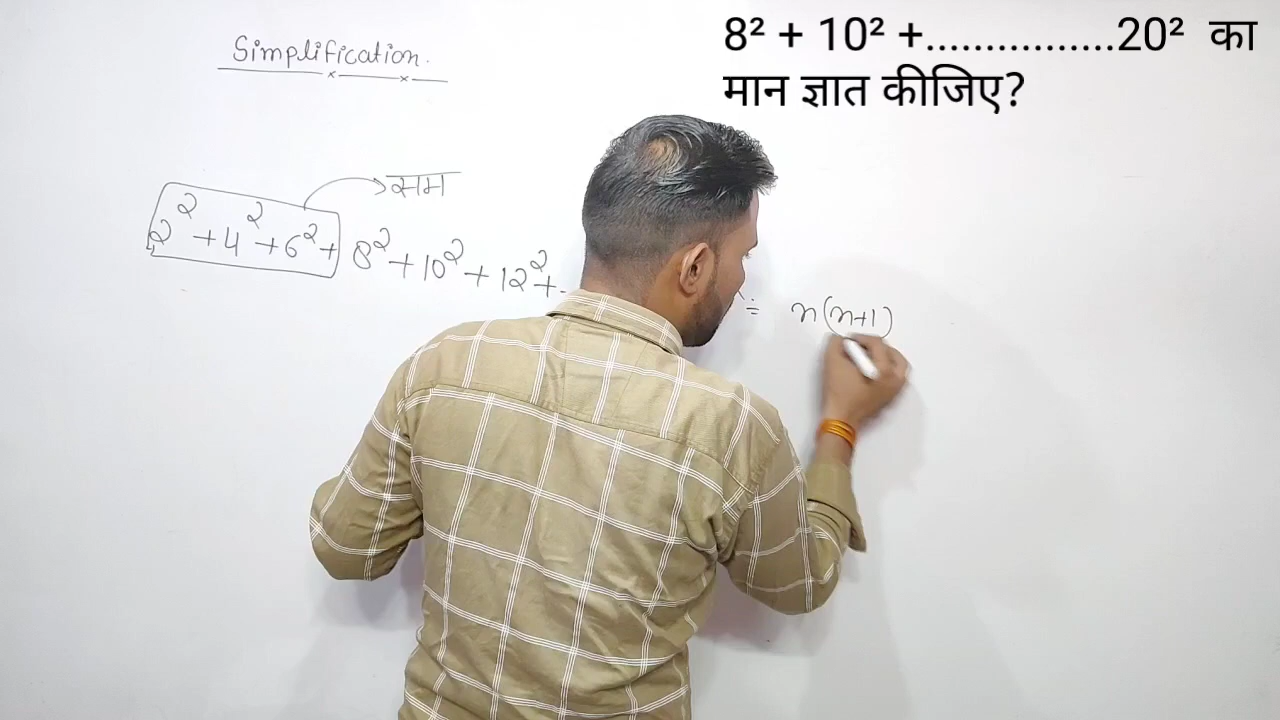 8² + 10² +................20² का
मान ज्ञात कीजिए?
Simplification.
सम
2² + 4² + 6² + 8² + 10² + 12² +
= n(n+1)